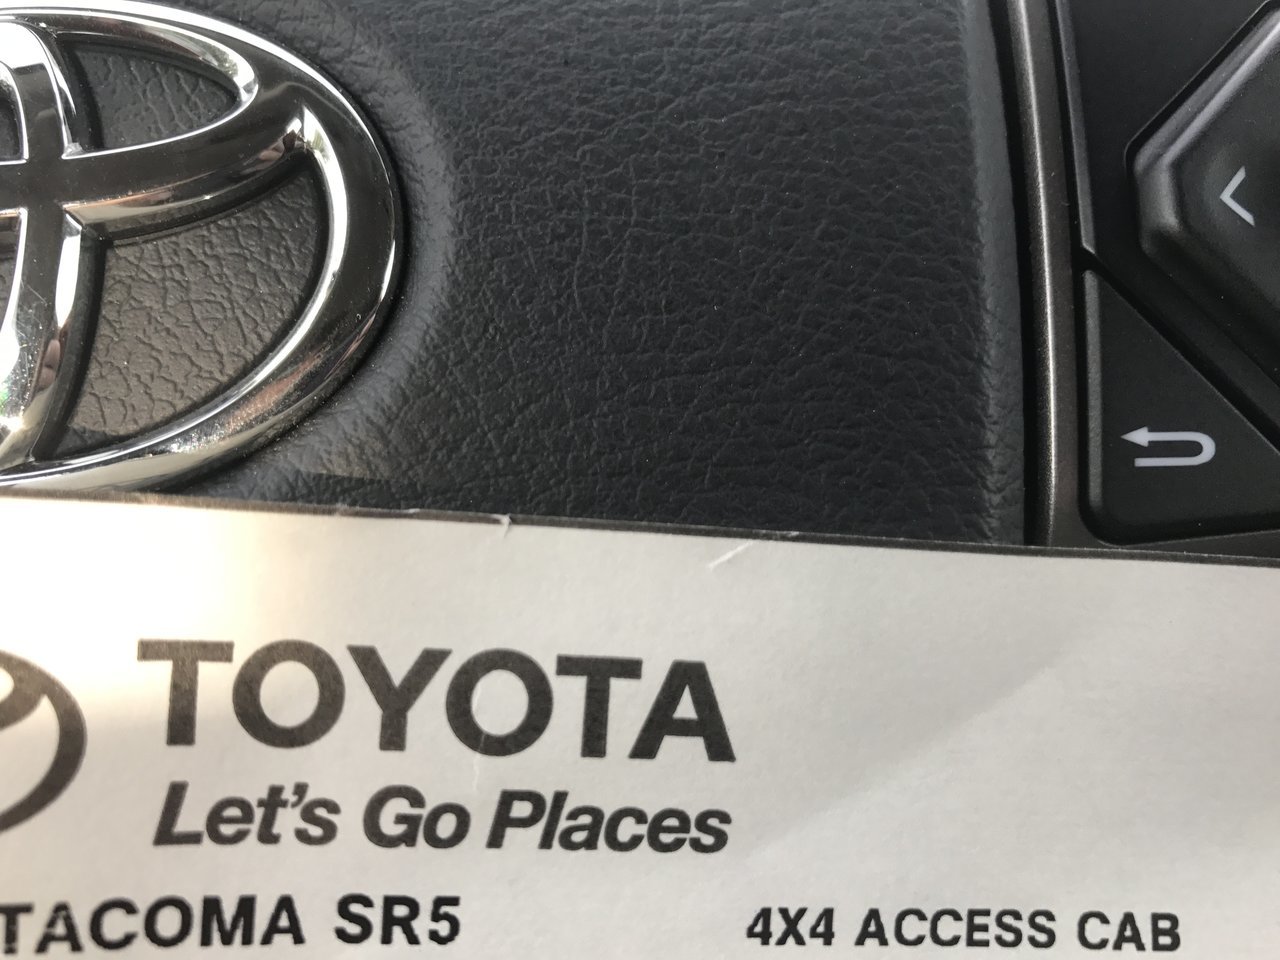 TOYOTA
Let's Go Places
TACOMA SR5 4X4 ACCESS CAB